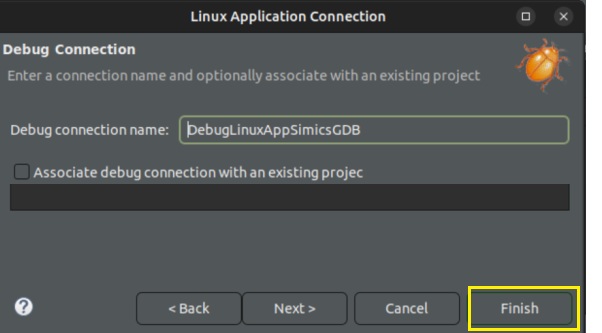 Linux Application Connection
Debug Connection
Enter a connection name and optionally associate with an existing project
Debug connection name: DebugLinuxAppSimicsGDB
Associate debug connection with an existing projec
? < Back Next > Cancel Finish